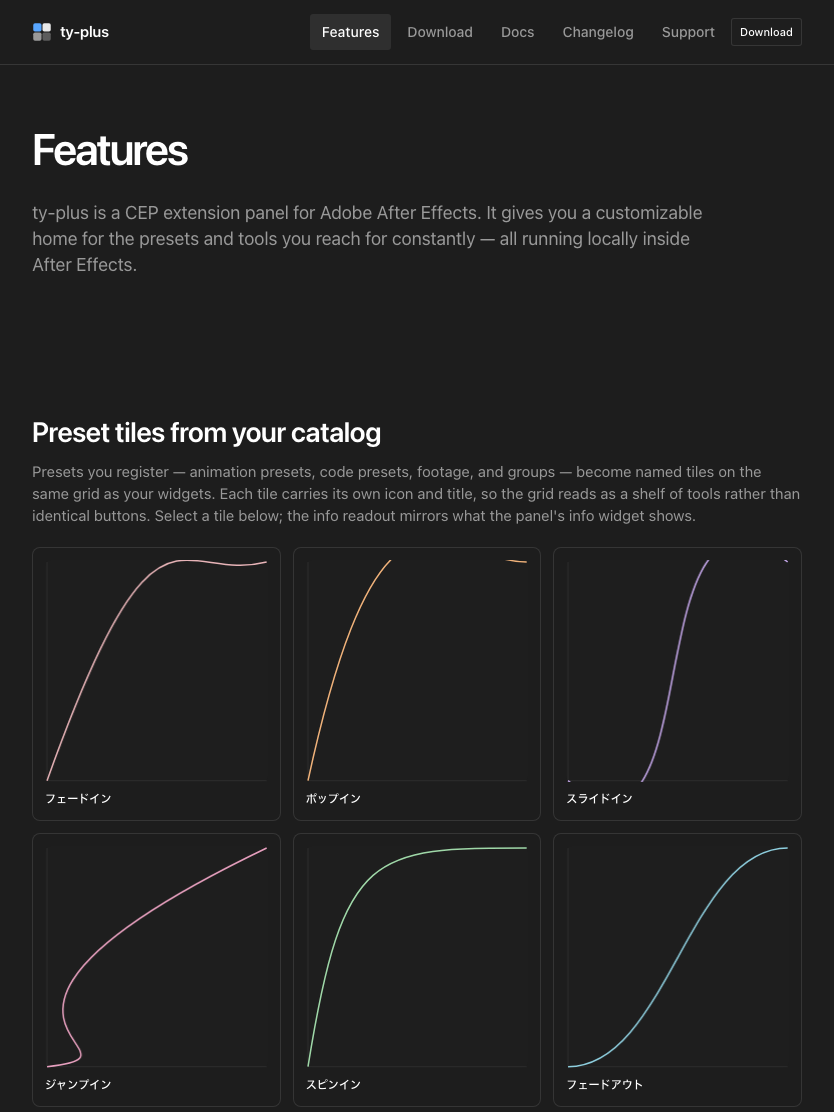 ty-plus
Features
Download
Docs
Changelog
Support
Download
Features
ty-plus is a CEP extension panel for Adobe After Effects. It gives you a customizable
home for the presets and tools you reach for constantly — all running locally inside
After Effects.
Preset tiles from your catalog
Presets you register — animation presets, code presets, footage, and groups — become named tiles on the
same grid as your widgets. Each tile carries its own icon and title, so the grid reads as a shelf of tools rather than
identical buttons. Select a tile below; the info readout mirrors what the panel's info widget shows.
フェードイン
ポップイン
スライドイン
ジャンプイン
スピンイン
フェードアウト